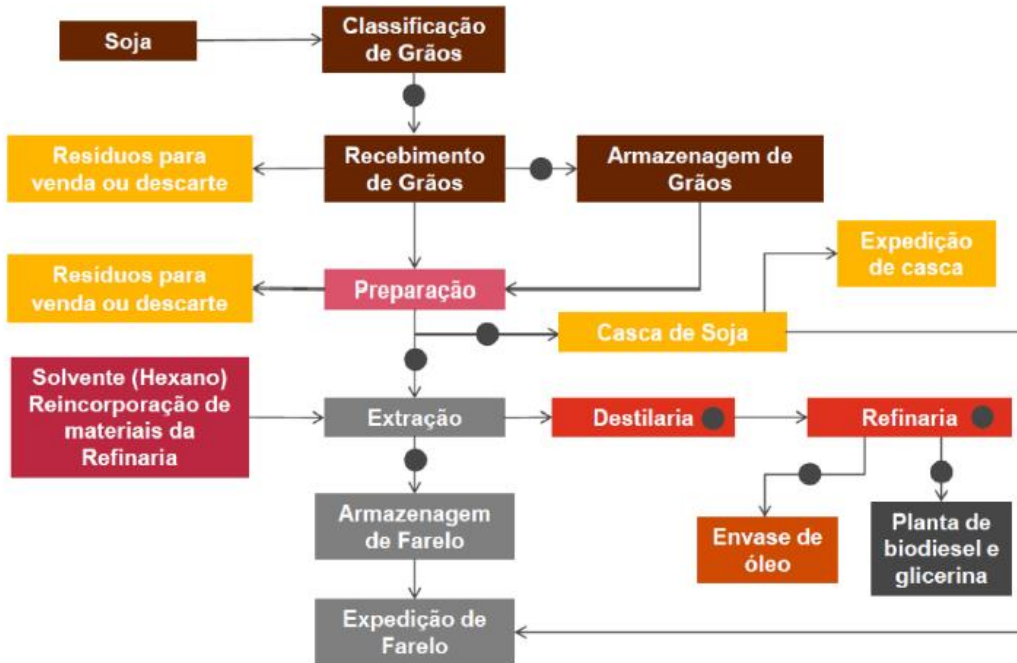 Soja
Classificação
de Grãos
Resíduos para
venda ou descarte
Recebimento
de Grãos
Armazenagem de
Grãos
Expedição
de casca
Resíduos para
venda ou descarte
Preparação
Casca de Soja
Solvente (Hexano)
Reincorporação de
materiais da
Refinaria
Extração
Destilaria
Refinaria
Armazenagem
de Farelo
Envase de
óleo
Planta de
biodiesel e
glicerina
Expedição de
Farelo